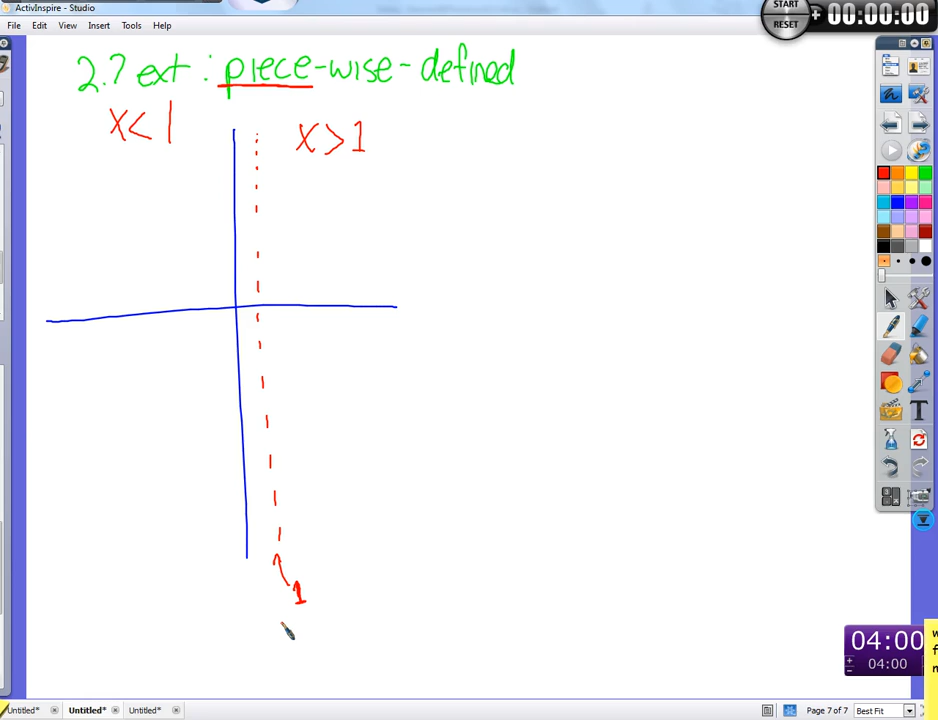 ActivInspire - Studio
START
RESET
00:00:00
File Edit View Insert Tools Help
2.7 ext : piece-wise-defined
x < 1
x > 1
1
04:00
04:00
Untitled* Untitled* Untitled*
Page 7 of 7 Best Fit